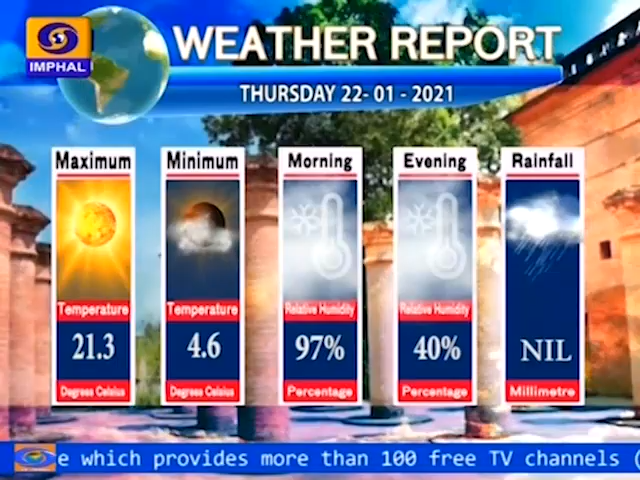 IMPHAL
WEATHER REPORT
THURSDAY 22- 01 - 2021
Maximum
Temperature
21.3
Degrees Celsius
Minimum
Temperature
4.6
Degrees Celsius
Morning
Relative Humidity
97%
Percentage
Evening
Relative Humidity
40%
Percentage
Rainfall
NIL
Millimetre
e which provides more than 100 free TV channels (